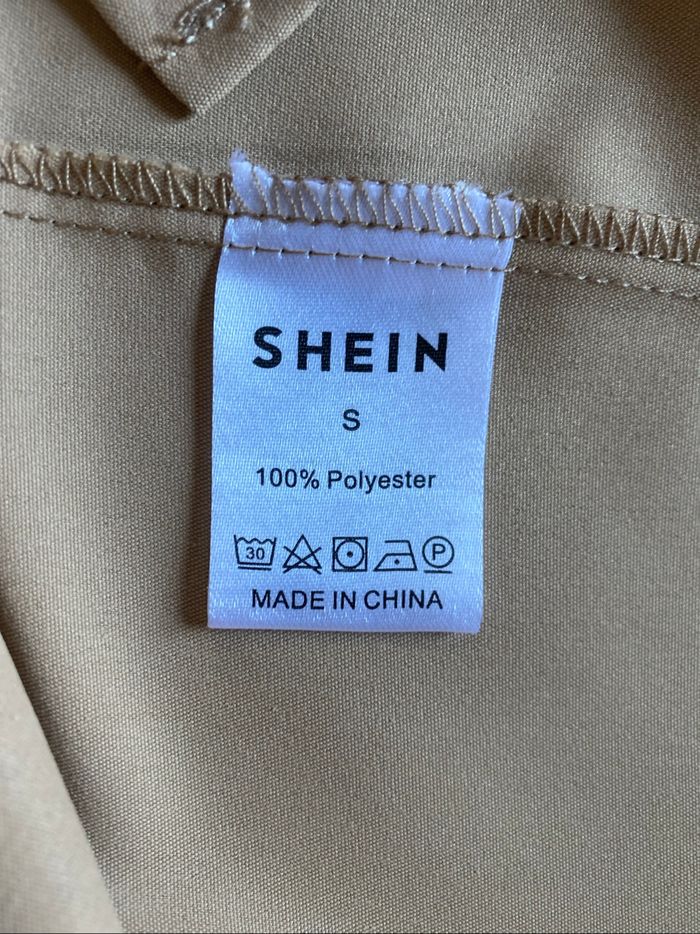 SHEIN
S
100% Polyester
30 P
MADE IN CHINA